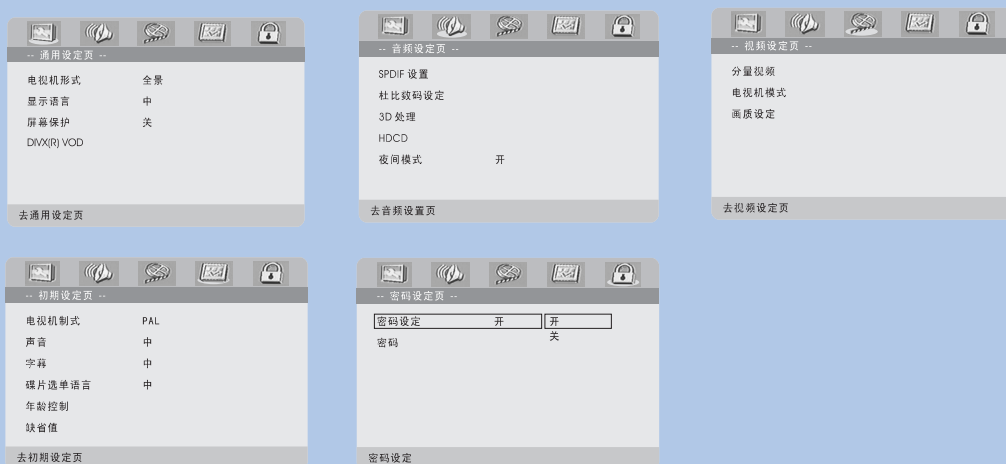 -- 通用设定页 --
电视机形式 全景
显示语言 中
屏幕保护 关
DIVX(R) VOD
去通用设定页
-- 音频设定页 --
SPDIF 设置
杜比数码设定
3D 处理
HDCD
夜间模式 开
去音频设置页
-- 视频设定页 --
分量视频
电视机模式
画质设定
去视频设定页
-- 初期设定页 --
电视机制式 PAL
声音 中
字幕 中
碟片选单语言 中
年龄控制
缺省值
去初期设定页
-- 密码设定页 --
密码设定 开 开
关
密码
密码设定